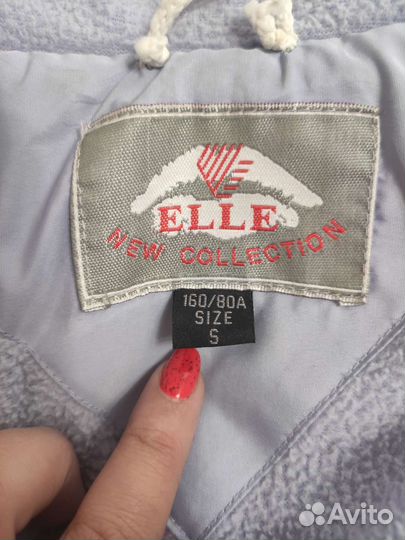 ELLE
NEW COLLECTION
160/80A
SIZE
S
Avito